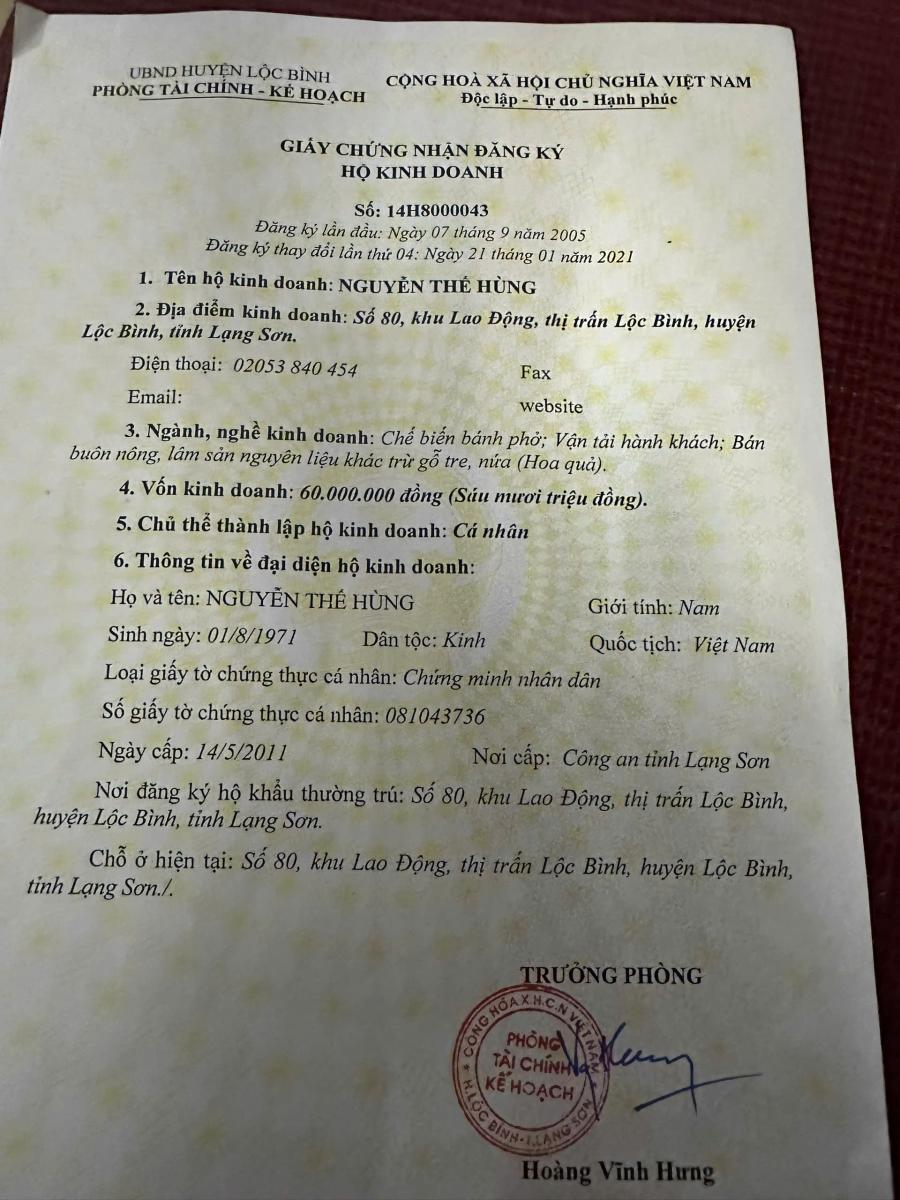 UBND HUYỆN LỘC BÌNH
PHÒNG TÀI CHÍNH - KẾ HOẠCH
CỘNG HOÀ XÃ HỘI CHỦ NGHĨA VIỆT NAM
Độc lập - Tự do - Hạnh phúc
GIẤY CHỨNG NHẬN ĐĂNG KÝ
HỘ KINH DOANH
Số: 14H8000043
Đăng ký lần đầu: Ngày 07 tháng 9 năm 2005
Đăng ký thay đổi lần thứ 04: Ngày 21 tháng 01 năm 2021
1. Tên hộ kinh doanh: NGUYỄN THẾ HÙNG
2. Địa điểm kinh doanh: Số 80, khu Lao Động, thị trấn Lộc Bình, huyện
Lộc Bình, tỉnh Lạng Sơn.
Điện thoại: 02053 840 454 Fax
Email: website
3. Ngành, nghề kinh doanh: Chế biến bánh phở; Vận tải hành khách; Bán
buôn nông, lâm sản nguyên liệu khác trừ gỗ tre, nứa (Hoa quả).
4. Vốn kinh doanh: 60.000.000 đồng (Sáu mươi triệu đồng).
5. Chủ thể thành lập hộ kinh doanh: Cá nhân
6. Thông tin về đại diện hộ kinh doanh:
Họ và tên: NGUYỄN THẾ HÙNG Giới tính: Nam
Sinh ngày: 01/8/1971 Dân tộc: Kinh Quốc tịch: Việt Nam
Loại giấy tờ chứng thực cá nhân: Chứng minh nhân dân
Số giấy tờ chứng thực cá nhân: 081043736
Ngày cấp: 14/5/2011 Nơi cấp: Công an tỉnh Lạng Sơn
Nơi đăng ký hộ khẩu thường trú: Số 80, khu Lao Động, thị trấn Lộc Bình,
huyện Lộc Bình, tỉnh Lạng Sơn.
Chỗ ở hiện tại: Số 80, khu Lao Động, thị trấn Lộc Bình, huyện Lộc Bình,
tỉnh Lạng Sơn./.
TRƯỞNG PHÒNG
CỘNG HÒA X.H.C.N VIỆT NAM
PHÒNG
TÀI CHÍNH
KẾ HOẠCH
H.LỘC BÌNH-T.LẠNG SƠN
Hoàng Vĩnh Hưng